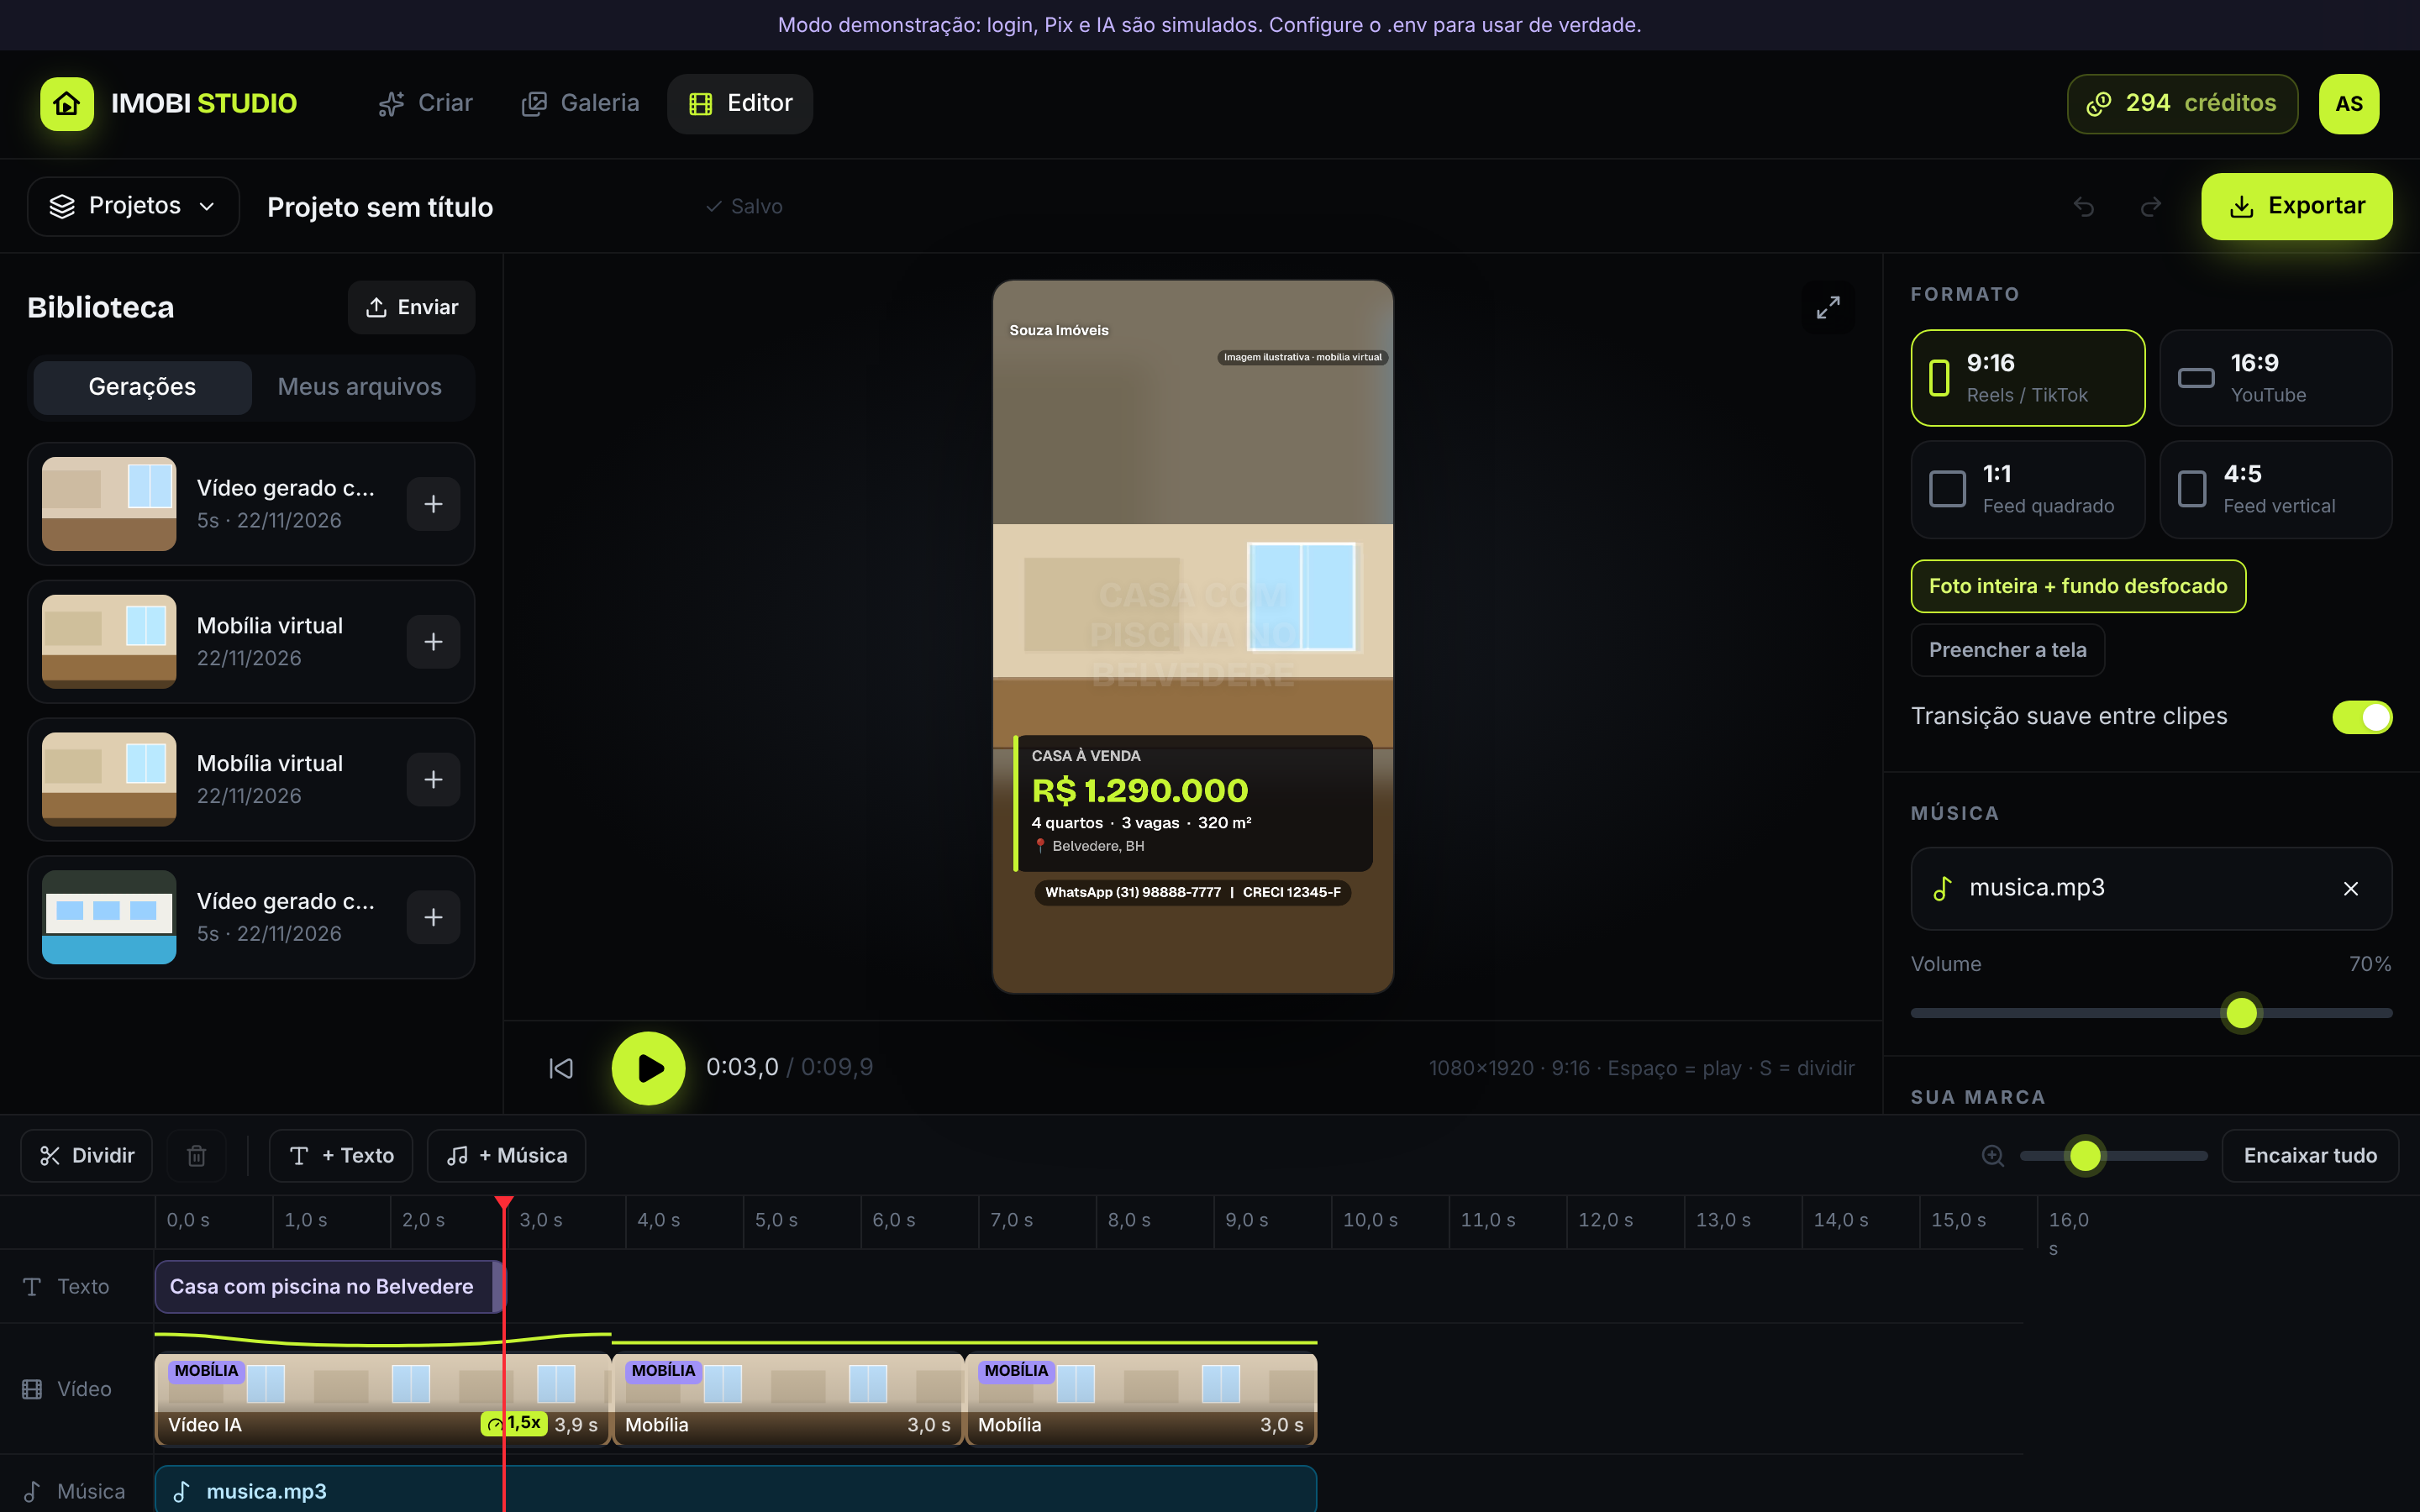 Modo demonstração: login, Pix e IA são simulados. Configure o .env para usar de verdade.
IMOBI STUDIO
Criar
Galeria
Editor
294 créditos
AS
Projetos
Projeto sem título
Salvo
Exportar
Biblioteca
Enviar
Gerações
Meus arquivos
Vídeo gerado c...
5s · 22/11/2026
Mobília virtual
22/11/2026
Mobília virtual
22/11/2026
Vídeo gerado c...
5s · 22/11/2026
Souza Imóveis
Imagem ilustrativa · mobília virtual
CASA COM
PISCINA NO
BELVEDERE
CASA À VENDA
R$ 1.290.000
4 quartos · 3 vagas · 320 m²
Belvedere, BH
WhatsApp (31) 98888-7777 | CRECI 12345-F
0:03,0 / 0:09,9
1080×1920 · 9:16 · Espaço = play · S = dividir
FORMATO
9:16
Reels / TikTok
16:9
YouTube
1:1
Feed quadrado
4:5
Feed vertical
Foto inteira + fundo desfocado
Preencher a tela
Transição suave entre clipes
MÚSICA
musica.mp3
Volume
70%
SUA MARCA
Dividir
+ Texto
+ Música
Encaixar tudo
0,0 s
1,0 s
2,0 s
3,0 s
4,0 s
5,0 s
6,0 s
7,0 s
8,0 s
9,0 s
10,0 s
11,0 s
12,0 s
13,0 s
14,0 s
15,0 s
16,0
s
Texto
Casa com piscina no Belvedere
Vídeo
MOBÍLIA
Vídeo IA
1,5x
3,9 s
MOBÍLIA
Mobília
3,0 s
MOBÍLIA
Mobília
3,0 s
Música
musica.mp3